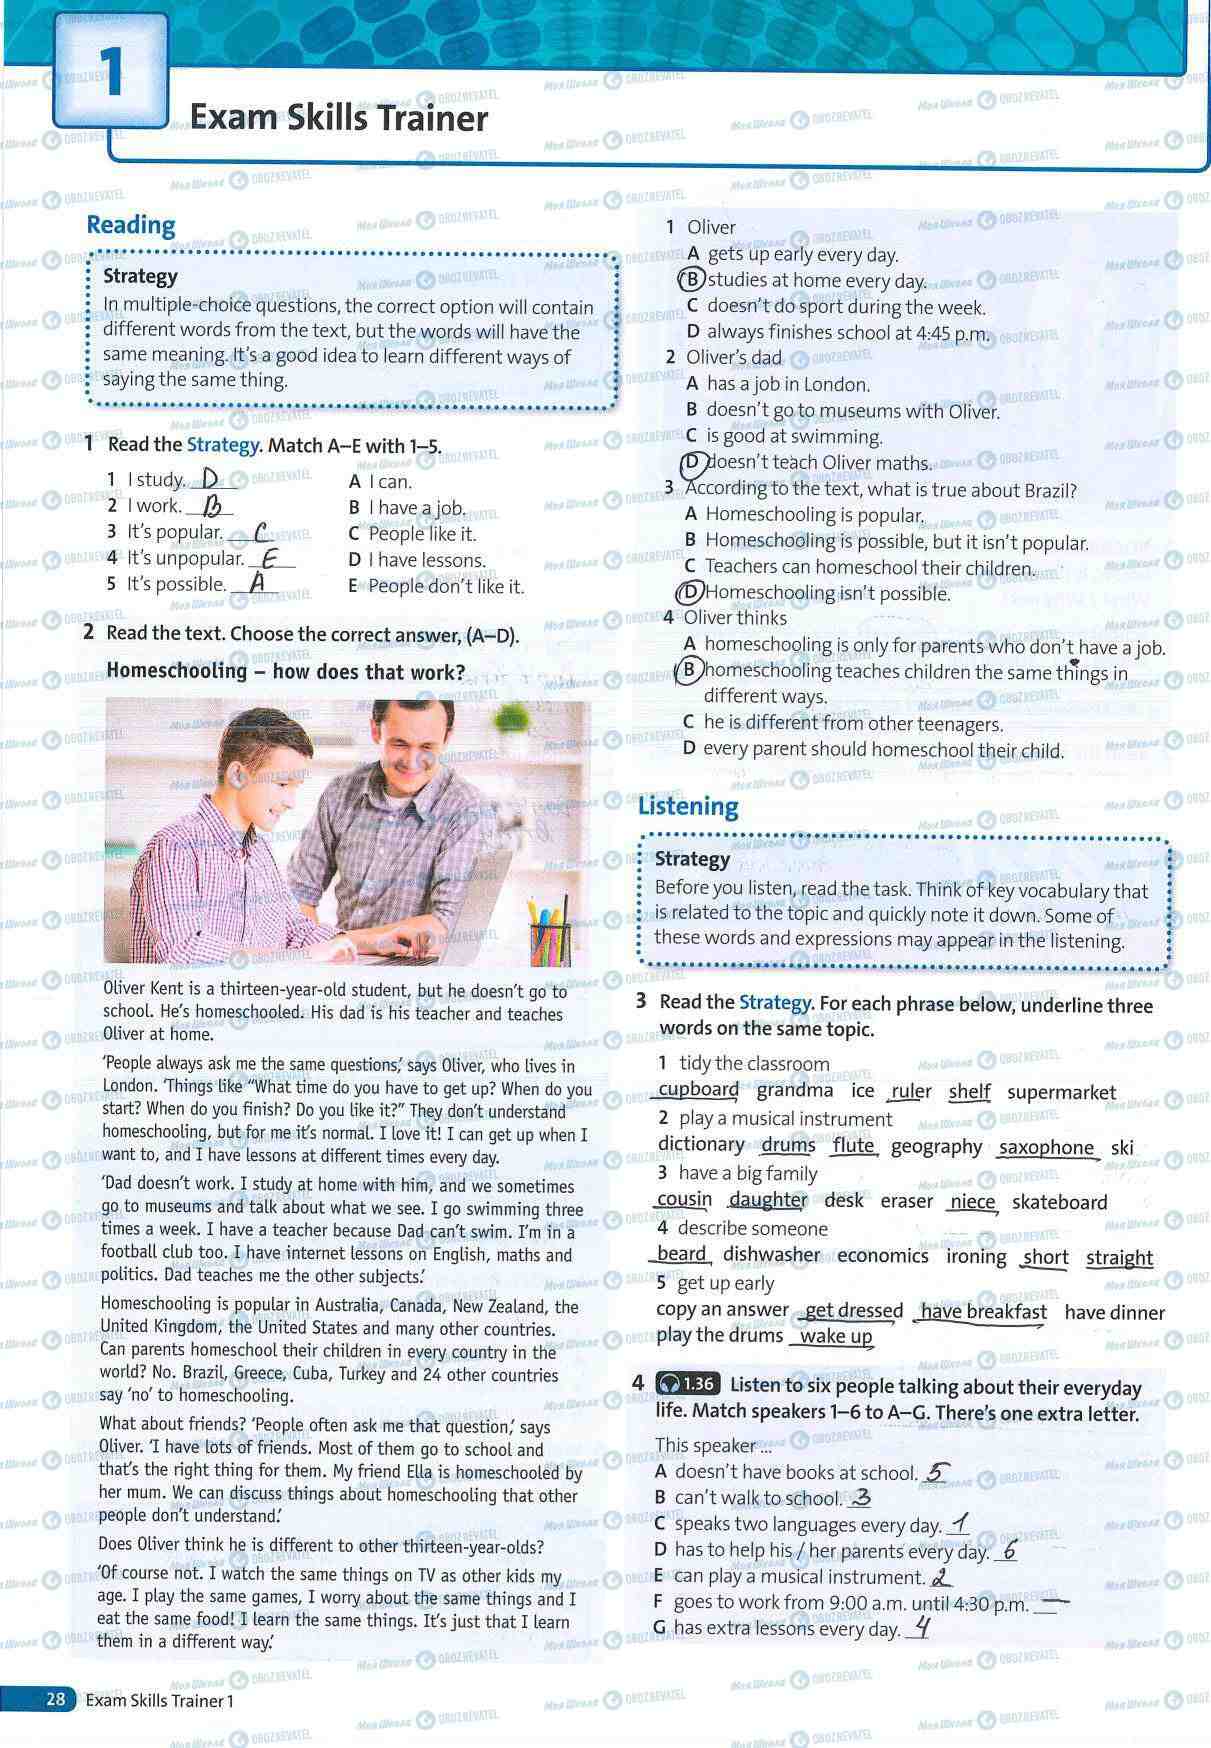 1
Exam Skills Trainer
Reading
Strategy
In multiple-choice questions, the correct option will contain
different words from the text, but the words will have the
same meaning. It's a good idea to learn different ways of
saying the same thing.
1 Read the Strategy. Match A–E with 1–5.
1 I study. D
2 I work. B
3 It's popular. C
4 It's unpopular. E
5 It's possible. A
A I can.
B I have a job.
C People like it.
D I have lessons.
E People don't like it.
2 Read the text. Choose the correct answer, (A–D).
Homeschooling – how does that work?
Oliver Kent is a thirteen-year-old student, but he doesn't go to
school. He's homeschooled. His dad is his teacher and teaches
Oliver at home.
'People always ask me the same questions,' says Oliver, who lives in
London. 'Things like "What time do you have to get up? When do you
start? When do you finish? Do you like it?" They don't understand
homeschooling, but for me it's normal. I love it! I can get up when I
want to, and I have lessons at different times every day.
'Dad doesn't work. I study at home with him, and we sometimes
go to museums and talk about what we see. I go swimming three
times a week. I have a teacher because Dad can't swim. I'm in a
football club too. I have internet lessons on English, maths and
politics. Dad teaches me the other subjects.'
Homeschooling is popular in Australia, Canada, New Zealand, the
United Kingdom, the United States and many other countries.
Can parents homeschool their children in every country in the
world? No. Brazil, Greece, Cuba, Turkey and 24 other countries
say 'no' to homeschooling.
What about friends? 'People often ask me that question,' says
Oliver. 'I have lots of friends. Most of them go to school and
that's the right thing for them. My friend Ella is homeschooled by
her mum. We can discuss things about homeschooling that other
people don't understand.'
Does Oliver think he is different to other thirteen-year-olds?
'Of course not. I watch the same things on TV as other kids my
age. I play the same games, I worry about the same things and I
eat the same food! I learn the same things. It's just that I learn
them in a different way.'
28 Exam Skills Trainer 1
1 Oliver
A gets up early every day.
B studies at home every day.
C doesn't do sport during the week.
D always finishes school at 4:45 p.m.
2 Oliver's dad
A has a job in London.
B doesn't go to museums with Oliver.
C is good at swimming.
D doesn't teach Oliver maths.
3 According to the text, what is true about Brazil?
A Homeschooling is popular.
B Homeschooling is possible, but it isn't popular.
C Teachers can homeschool their children.
D Homeschooling isn't possible.
4 Oliver thinks
A homeschooling is only for parents who don't have a job.
B homeschooling teaches children the same things in
different ways.
C he is different from other teenagers.
D every parent should homeschool their child.
Listening
Strategy
Before you listen, read the task. Think of key vocabulary that
is related to the topic and quickly note it down. Some of
these words and expressions may appear in the listening.
3 Read the Strategy. For each phrase below, underline three
words on the same topic.
1 tidy the classroom
cupboard grandma ice ruler shelf supermarket
2 play a musical instrument
dictionary drums flute geography saxophone ski
3 have a big family
cousin daughter desk eraser niece skateboard
4 describe someone
beard dishwasher economics ironing short straight
5 get up early
copy an answer get dressed have breakfast have dinner
play the drums wake up
4 1.36 Listen to six people talking about their everyday
life. Match speakers 1–6 to A–G. There's one extra letter.
This speaker ...
A doesn't have books at school. 5
B can't walk to school. 3
C speaks two languages every day. 1
D has to help his / her parents every day. 6
E can play a musical instrument. 2
F goes to work from 9:00 a.m. until 4:30 p.m. —
G has extra lessons every day. 4
Моя Школа OBOZREVATEL